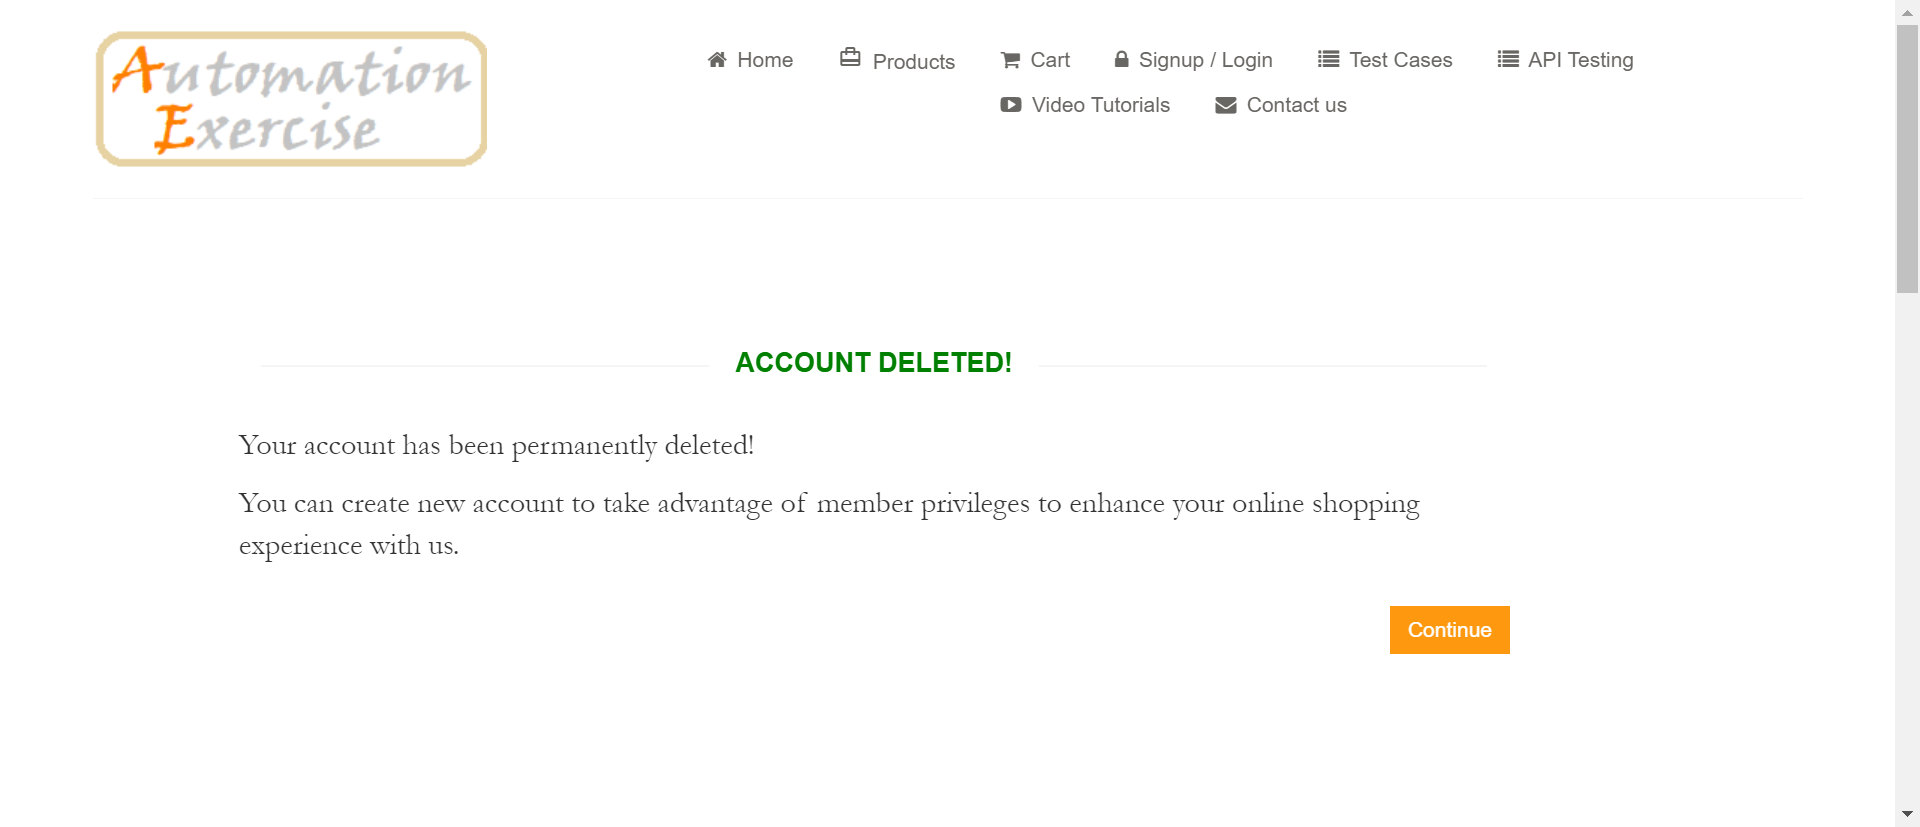 Automation
Exercise
Home Products Cart Signup / Login Test Cases API Testing
Video Tutorials Contact us
ACCOUNT DELETED!
Your account has been permanently deleted!
You can create new account to take advantage of member privileges to enhance your online shopping
experience with us.
Continue